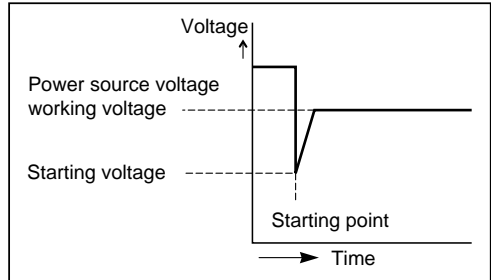 Voltage
Power source voltage
working voltage
Starting voltage
Starting point
Time